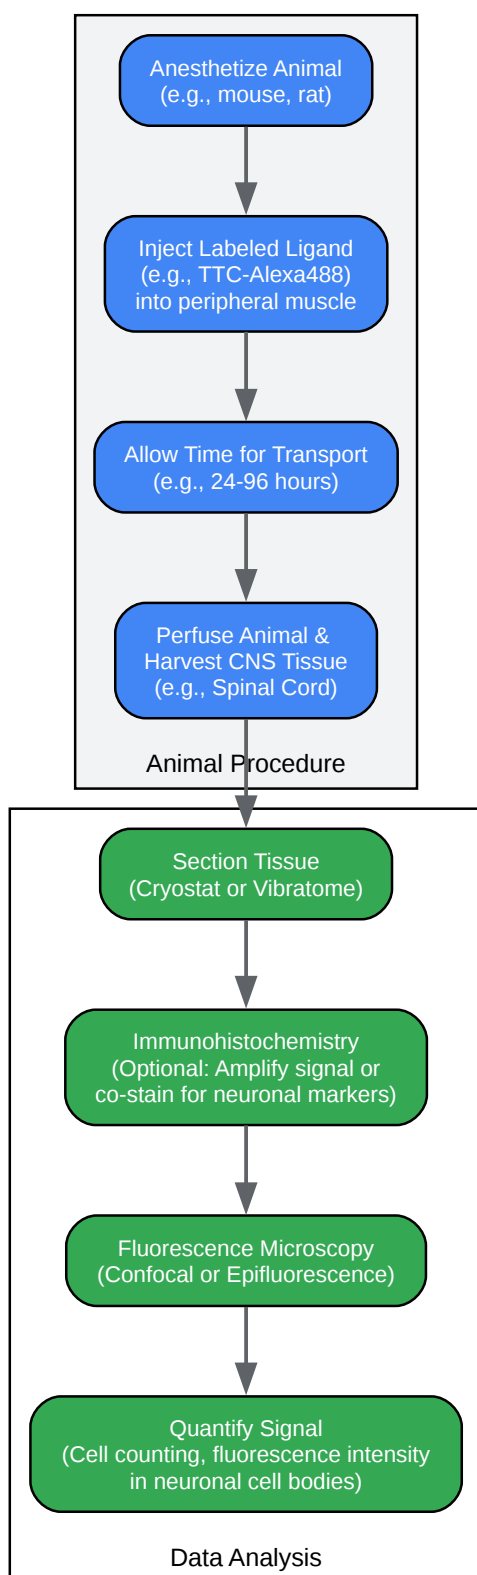 Anesthetize Animal
(e.g., mouse, rat)
Inject Labeled Ligand
(e.g., TTC-Alexa488)
into peripheral muscle
Allow Time for Transport
(e.g., 24-96 hours)
Perfuse Animal &
Harvest CNS Tissue
(e.g., Spinal Cord)
Animal Procedure
Section Tissue
(Cryostat or Vibratome)
Immunohistochemistry
(Optional: Amplify signal or
co-stain for neuronal markers)
Fluorescence Microscopy
(Confocal or Epifluorescence)
Quantify Signal
(Cell counting, fluorescence intensity
in neuronal cell bodies)
Data Analysis